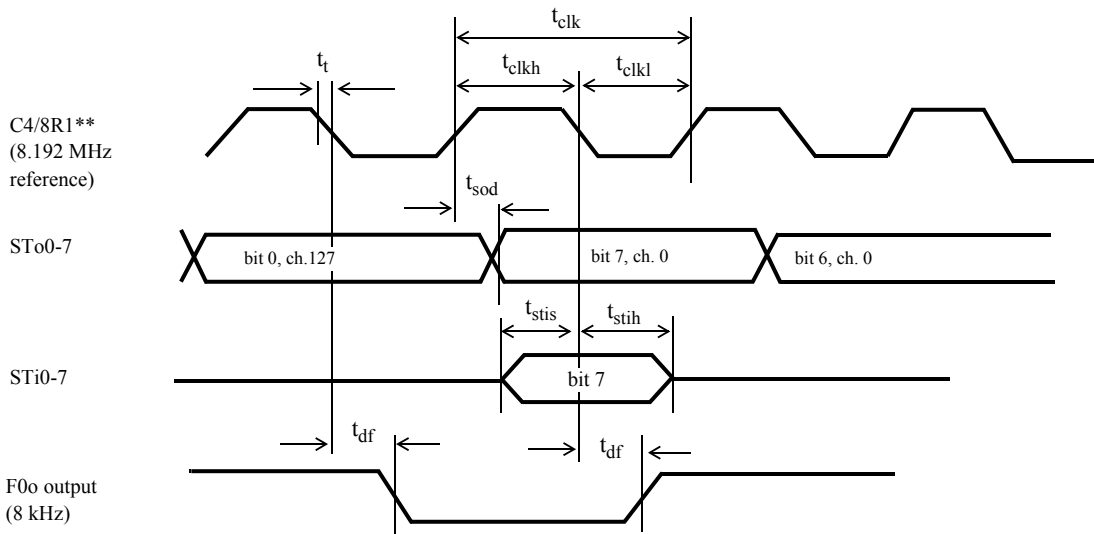 t_clk
t_clkh t_clkl
t_t
C4/8R1**
(8.192 MHz
reference)
t_sod
STo0-7
bit 0, ch.127 bit 7, ch. 0 bit 6, ch. 0
t_stis t_stih
STi0-7
bit 7
t_df t_df
F0o output
(8 kHz)